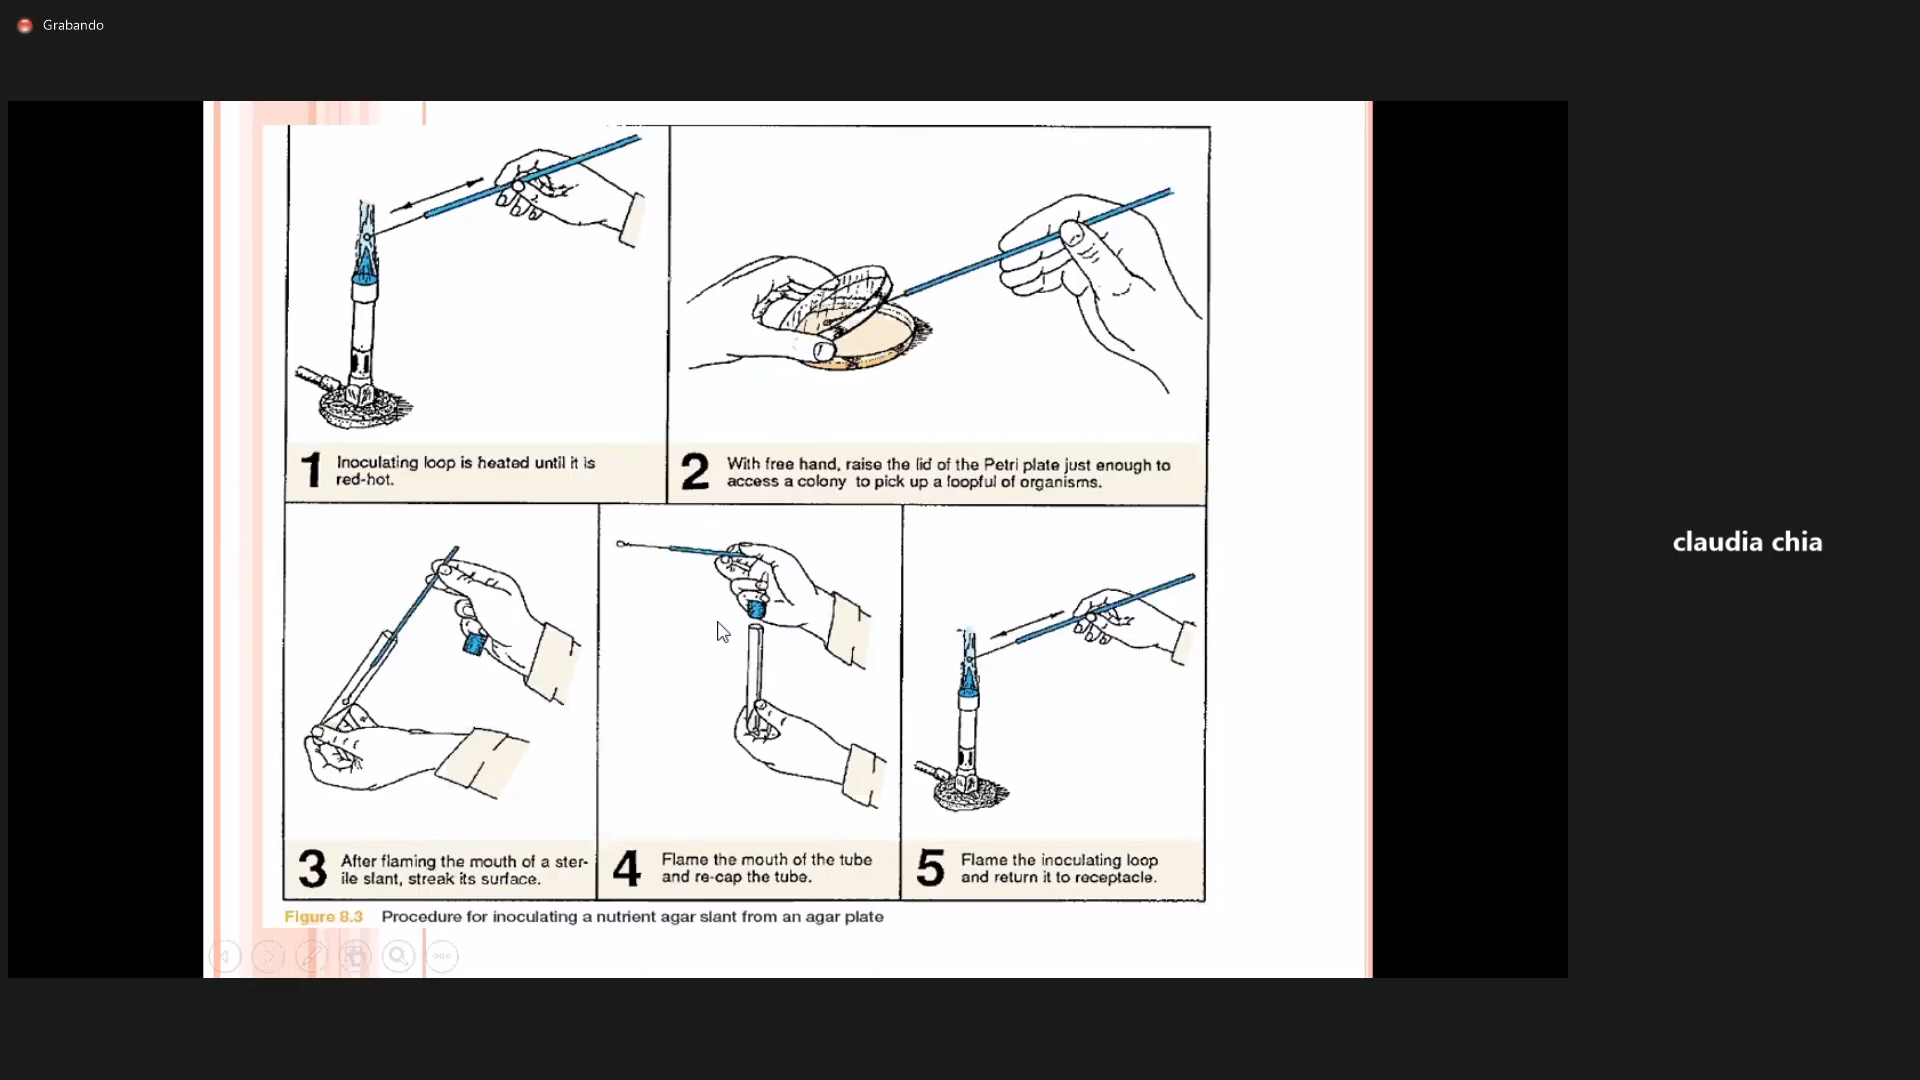 Grabando
1 Inoculating loop is heated until it is
red-hot.
2 With free hand, raise the lid of the Petri plate just enough to
access a colony to pick up a loopful of organisms.
3 After flaming the mouth of a ster-
ile slant, streak its surface.
4 Flame the mouth of the tube
and re-cap the tube.
5 Flame the inoculating loop
and return it to receptacle.
Figure 8.3 Procedure for inoculating a nutrient agar slant from an agar plate
claudia chia